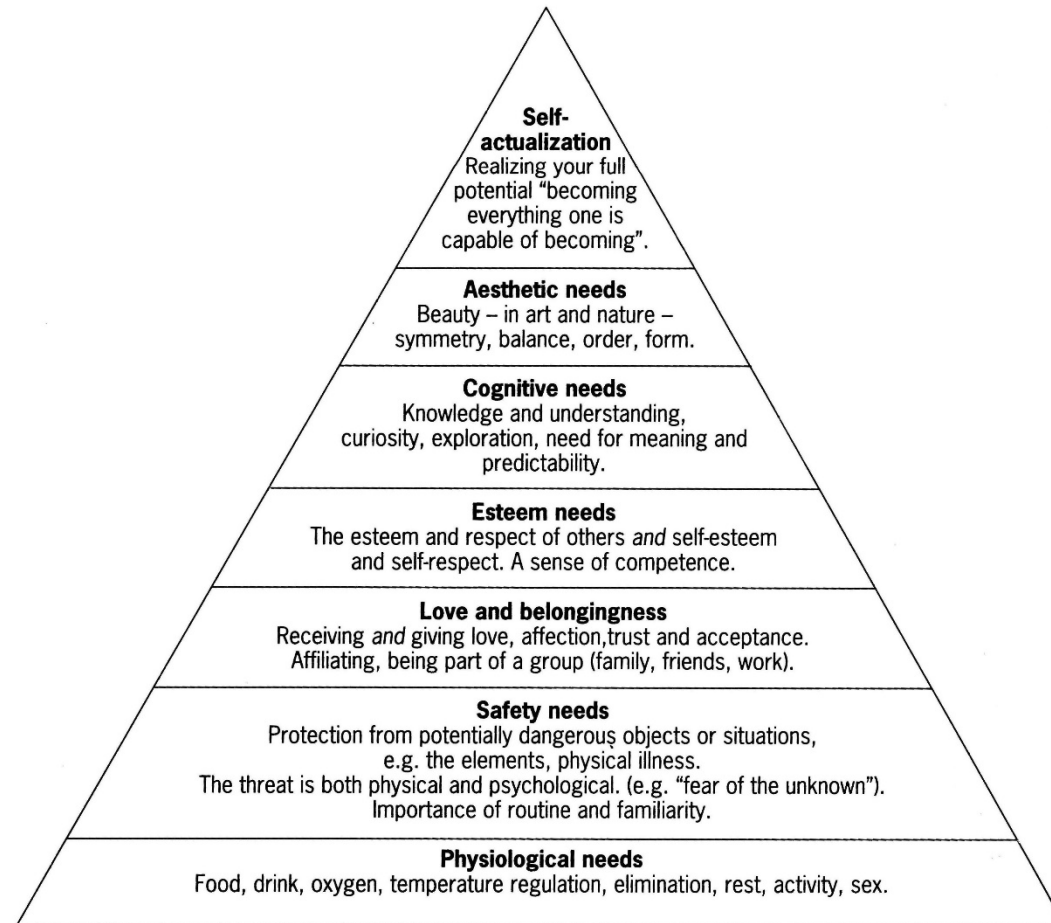 Self-
actualization
Realizing your full
potential “becoming
everything one is
capable of becoming”.
Aesthetic needs
Beauty – in art and nature –
symmetry, balance, order, form.
Cognitive needs
Knowledge and understanding,
curiosity, exploration, need for meaning and
predictability.
Esteem needs
The esteem and respect of others and self-esteem
and self-respect. A sense of competence.
Love and belongingness
Receiving and giving love, affection,trust and acceptance.
Affiliating, being part of a group (family, friends, work).
Safety needs
Protection from potentially dangerous objects or situations,
e.g. the elements, physical illness.
The threat is both physical and psychological. (e.g. “fear of the unknown”).
Importance of routine and familiarity.
Physiological needs
Food, drink, oxygen, temperature regulation, elimination, rest, activity, sex.